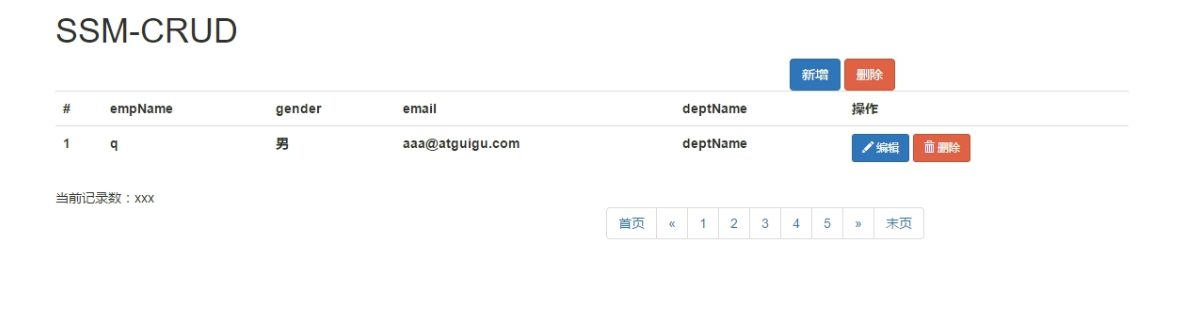 SSM-CRUD
新增 删除
# empName gender email deptName 操作
1 q 男 aaa@atguigu.com deptName 编辑 删除
当前记录数：xxx
首页 « 1 2 3 4 5 » 末页